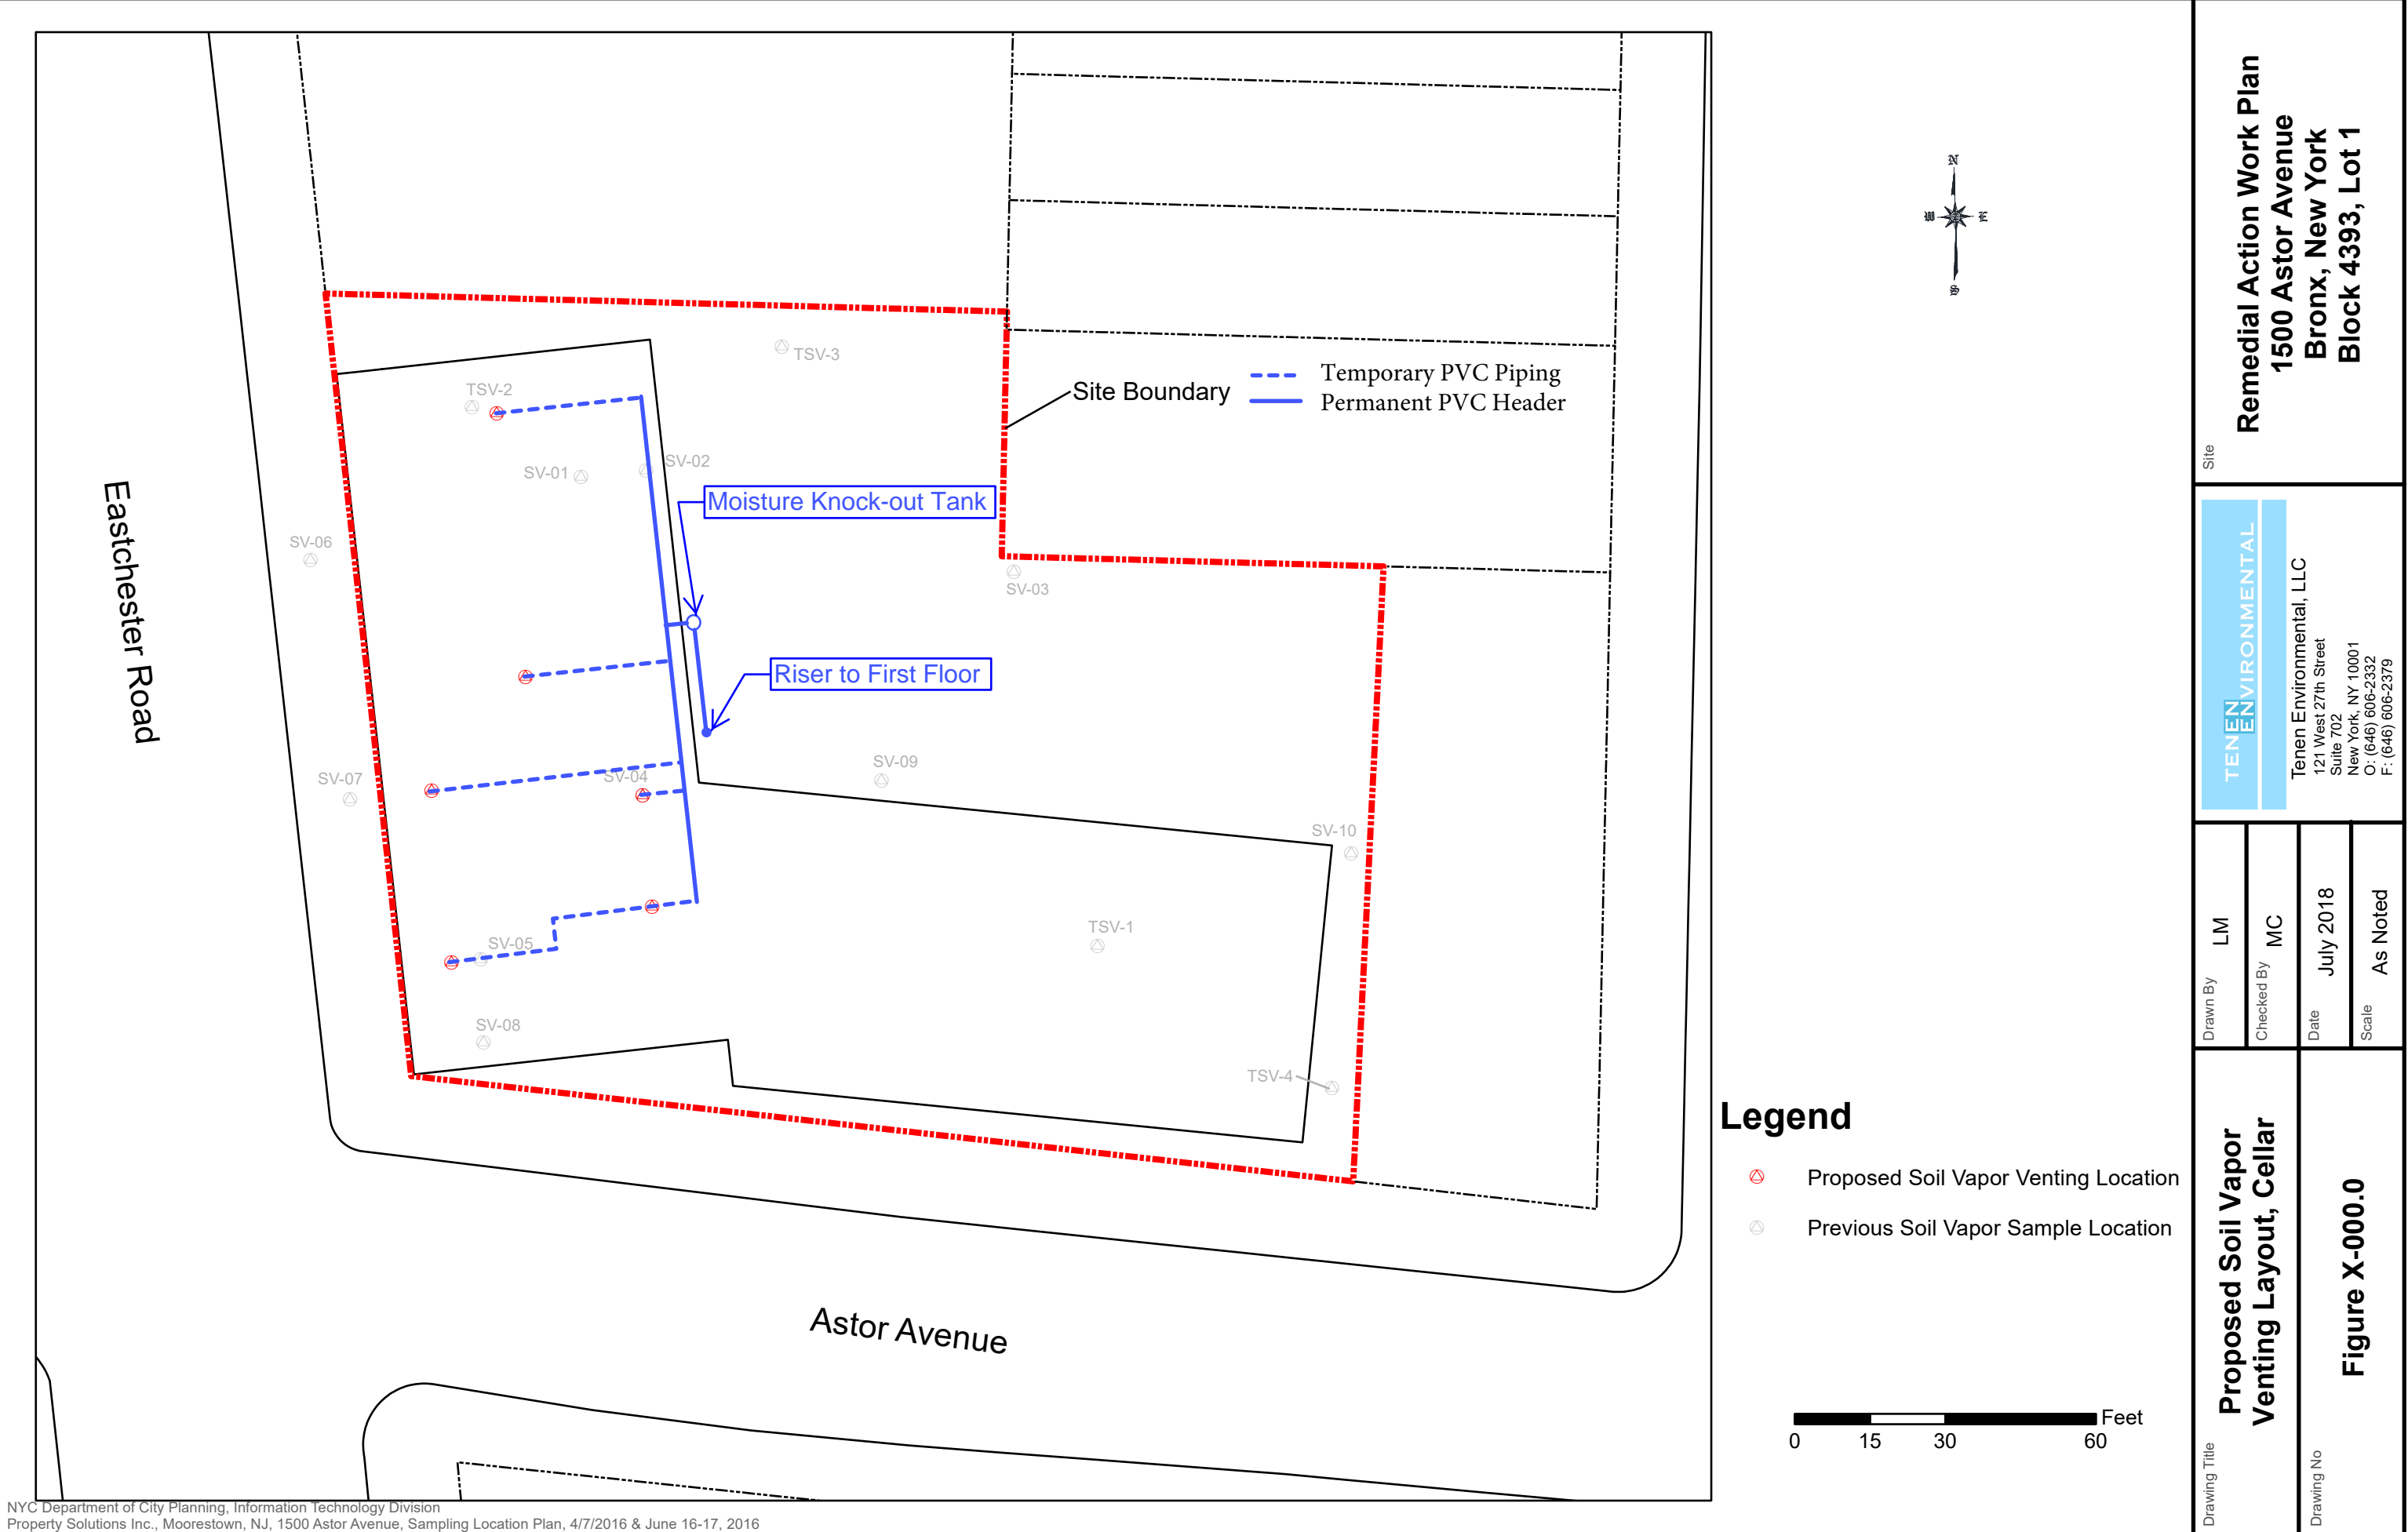 TSV-3
Temporary PVC Piping
Site Boundary
Permanent PVC Header
TSV-2
SV-01
SV-02
Moisture Knock-out Tank
SV-06
SV-03
Riser to First Floor
SV-07
SV-04
SV-09
SV-10
TSV-1
SV-05
SV-08
TSV-4
Eastchester Road
Astor Avenue
N
W
E
S
Legend
Proposed Soil Vapor Venting Location
Previous Soil Vapor Sample Location
Feet
0 15 30 60
NYC Department of City Planning, Information Technology Division
Property Solutions Inc., Moorestown, NJ, 1500 Astor Avenue, Sampling Location Plan, 4/7/2016 & June 16-17, 2016
Site
Remedial Action Work Plan
1500 Astor Avenue
Bronx, New York
Block 4393, Lot 1
TENEN
ENVIRONMENTAL
Tenen Environmental, LLC
121 West 27th Street
Suite 702
New York, NY 10001
O: (646) 606-2332
F: (646) 606-2379
Drawn By
LM
Checked By
MC
Date
July 2018
Scale
As Noted
Drawing Title
Proposed Soil Vapor
Venting Layout, Cellar
Drawing No
Figure X-000.0